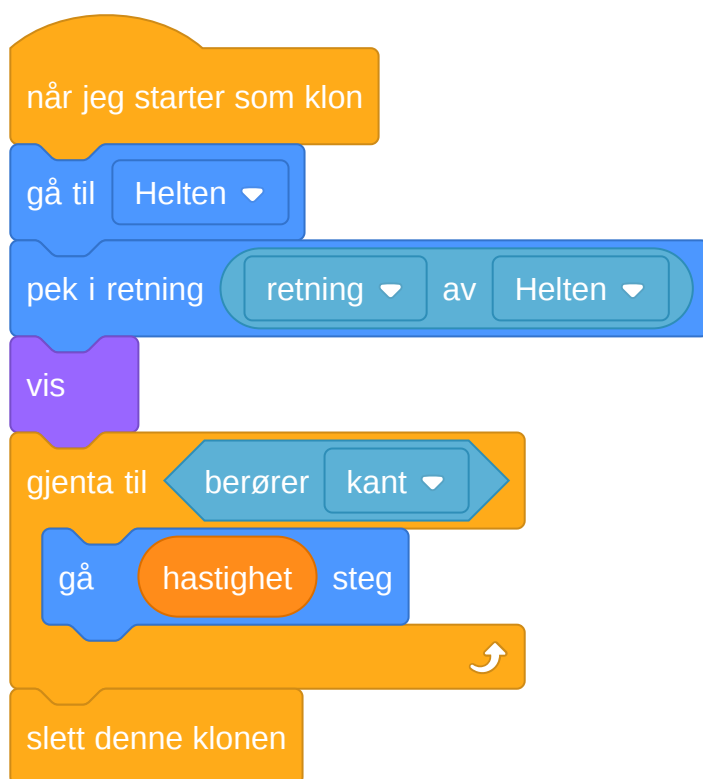 når jeg starter som klon
gå til Helten
pek i retning retning av Helten
vis
gjenta til berører kant
gå hastighet steg
slett denne klonen